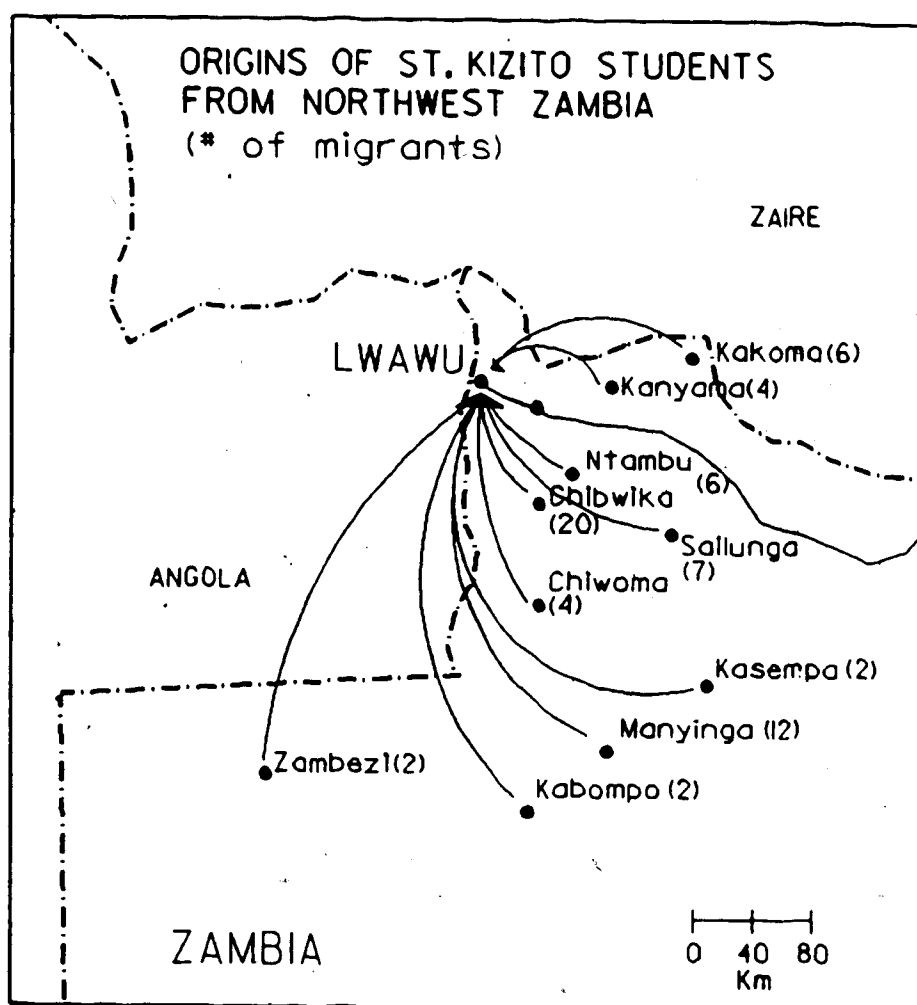 ORIGINS OF ST. KIZITO STUDENTS
FROM NORTHWEST ZAMBIA
(# of migrants)
ZAIRE
LWAWU
Kakoma (6)
Kanyama (4)
Ntambu
(6)
Chibwika
(20)
Sailunga
(7)
ANGOLA
Chiwoma
(4)
Kasempa (2)
Manyinga (12)
Zambezi (2)
Kabompo (2)
ZAMBIA
0 40 80
Km